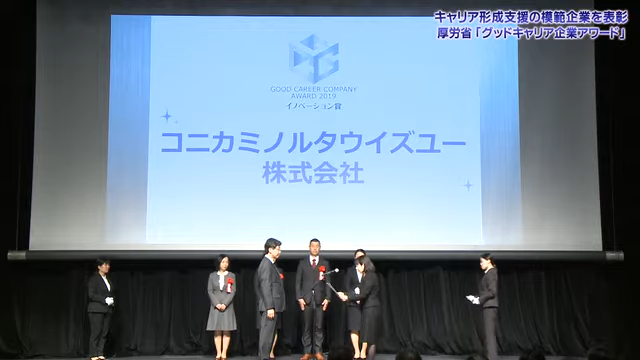 キャリア形成支援の模範企業を表彰
厚労省「グッドキャリア企業アワード」
GOOD CAREER COMPANY
AWARD 2019
イノベーション賞
コニカミノルタウイズユー
株式会社